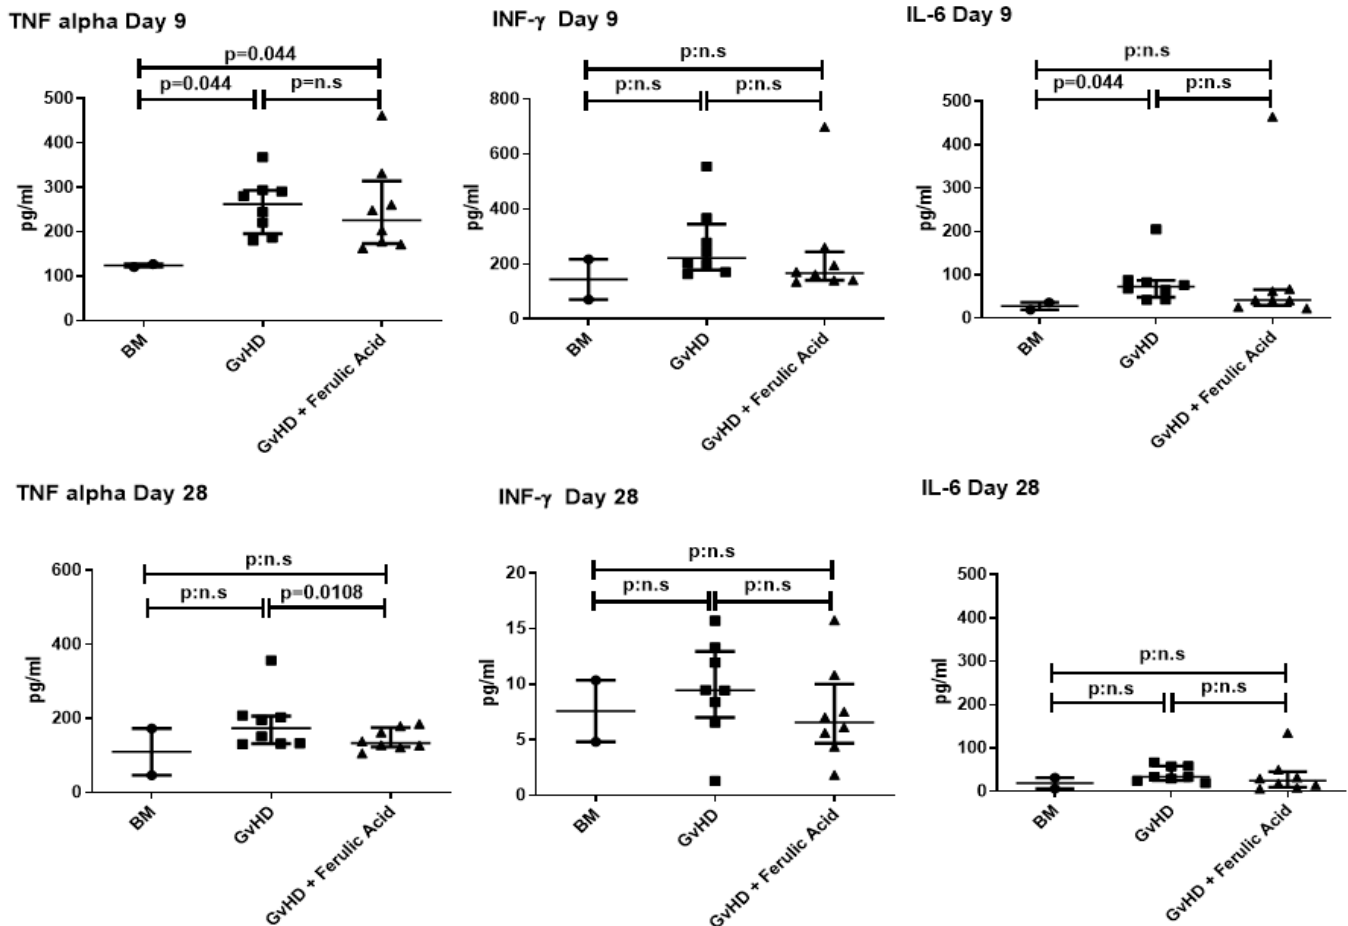 TNF alpha Day 9
p=0.044
p=0.044
p=n.s
500
400
300
200
100
0
pg/ml
BM
GvHD
GvHD + Ferulic Acid
INF-γ Day 9
p:n.s
p:n.s
p:n.s
800
600
400
200
0
pg/ml
BM
GvHD
GvHD + Ferulic Acid
IL-6 Day 9
p:n.s
p=0.044
p:n.s
500
400
300
200
100
0
pg/ml
BM
GvHD
GvHD + Ferulic Acid
TNF alpha Day 28
p:n.s
p:n.s
p=0.0108
600
400
200
0
pg/ml
BM
GvHD
GvHD + Ferulic Acid
INF-γ Day 28
p:n.s
p:n.s
p:n.s
20
15
10
5
0
pg/ml
BM
GvHD
GvHD + Ferulic Acid
IL-6 Day 28
p:n.s
p:n.s
p:n.s
500
400
300
200
100
0
pg/ml
BM
GvHD
GvHD + Ferulic Acid